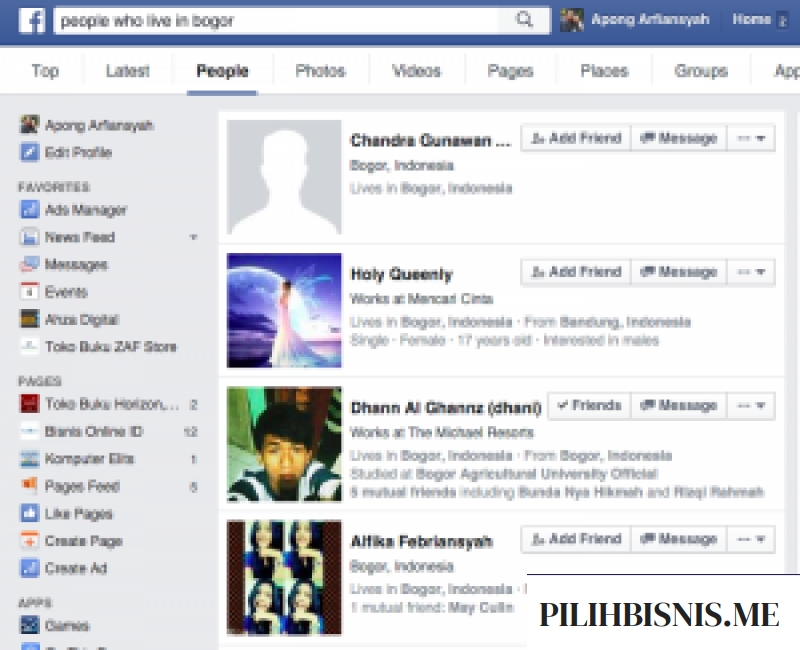 people who live in bogor
Apong Arfiansyah Home 2
Top Latest People Photos Videos Pages Places Groups App
Apong Arfiansyah
Edit Profile
FAVORITES
Ads Manager
News Feed
Messages
Events
Ahza Digital
Toko Buku ZAF Store
PAGES
Toko Buku Horizon,... 2
Bisnis Online ID 12
Komputer Elits 1
Pages Feed 5
Like Pages
Create Page
Create Ad
APPS
Games
Chandra Gunawan ... Add Friend Message
Bogor, Indonesia
Lives in Bogor, Indonesia
Holy Queenly Add Friend Message
Works at Mencari Cinta
Lives in Bogor, Indonesia · From Bandung, Indonesia
Single · Female · 17 years old · Interested in males
Dhann Al Ghannz (dhani) Friends Message
Works at The Michael Resorts
Lives in Bogor, Indonesia · From Bogor, Indonesia
Studied at Bogor Agricultural University Official
5 mutual friends including Bunda Nya Hikmah and Rizqi Rahmah
Alfika Febriansyah Add Friend Message
Bogor, Indonesia
Lives in Bogor, Indonesia ·
1 mutual friend: May Culin
PILIHBISNIS.ME